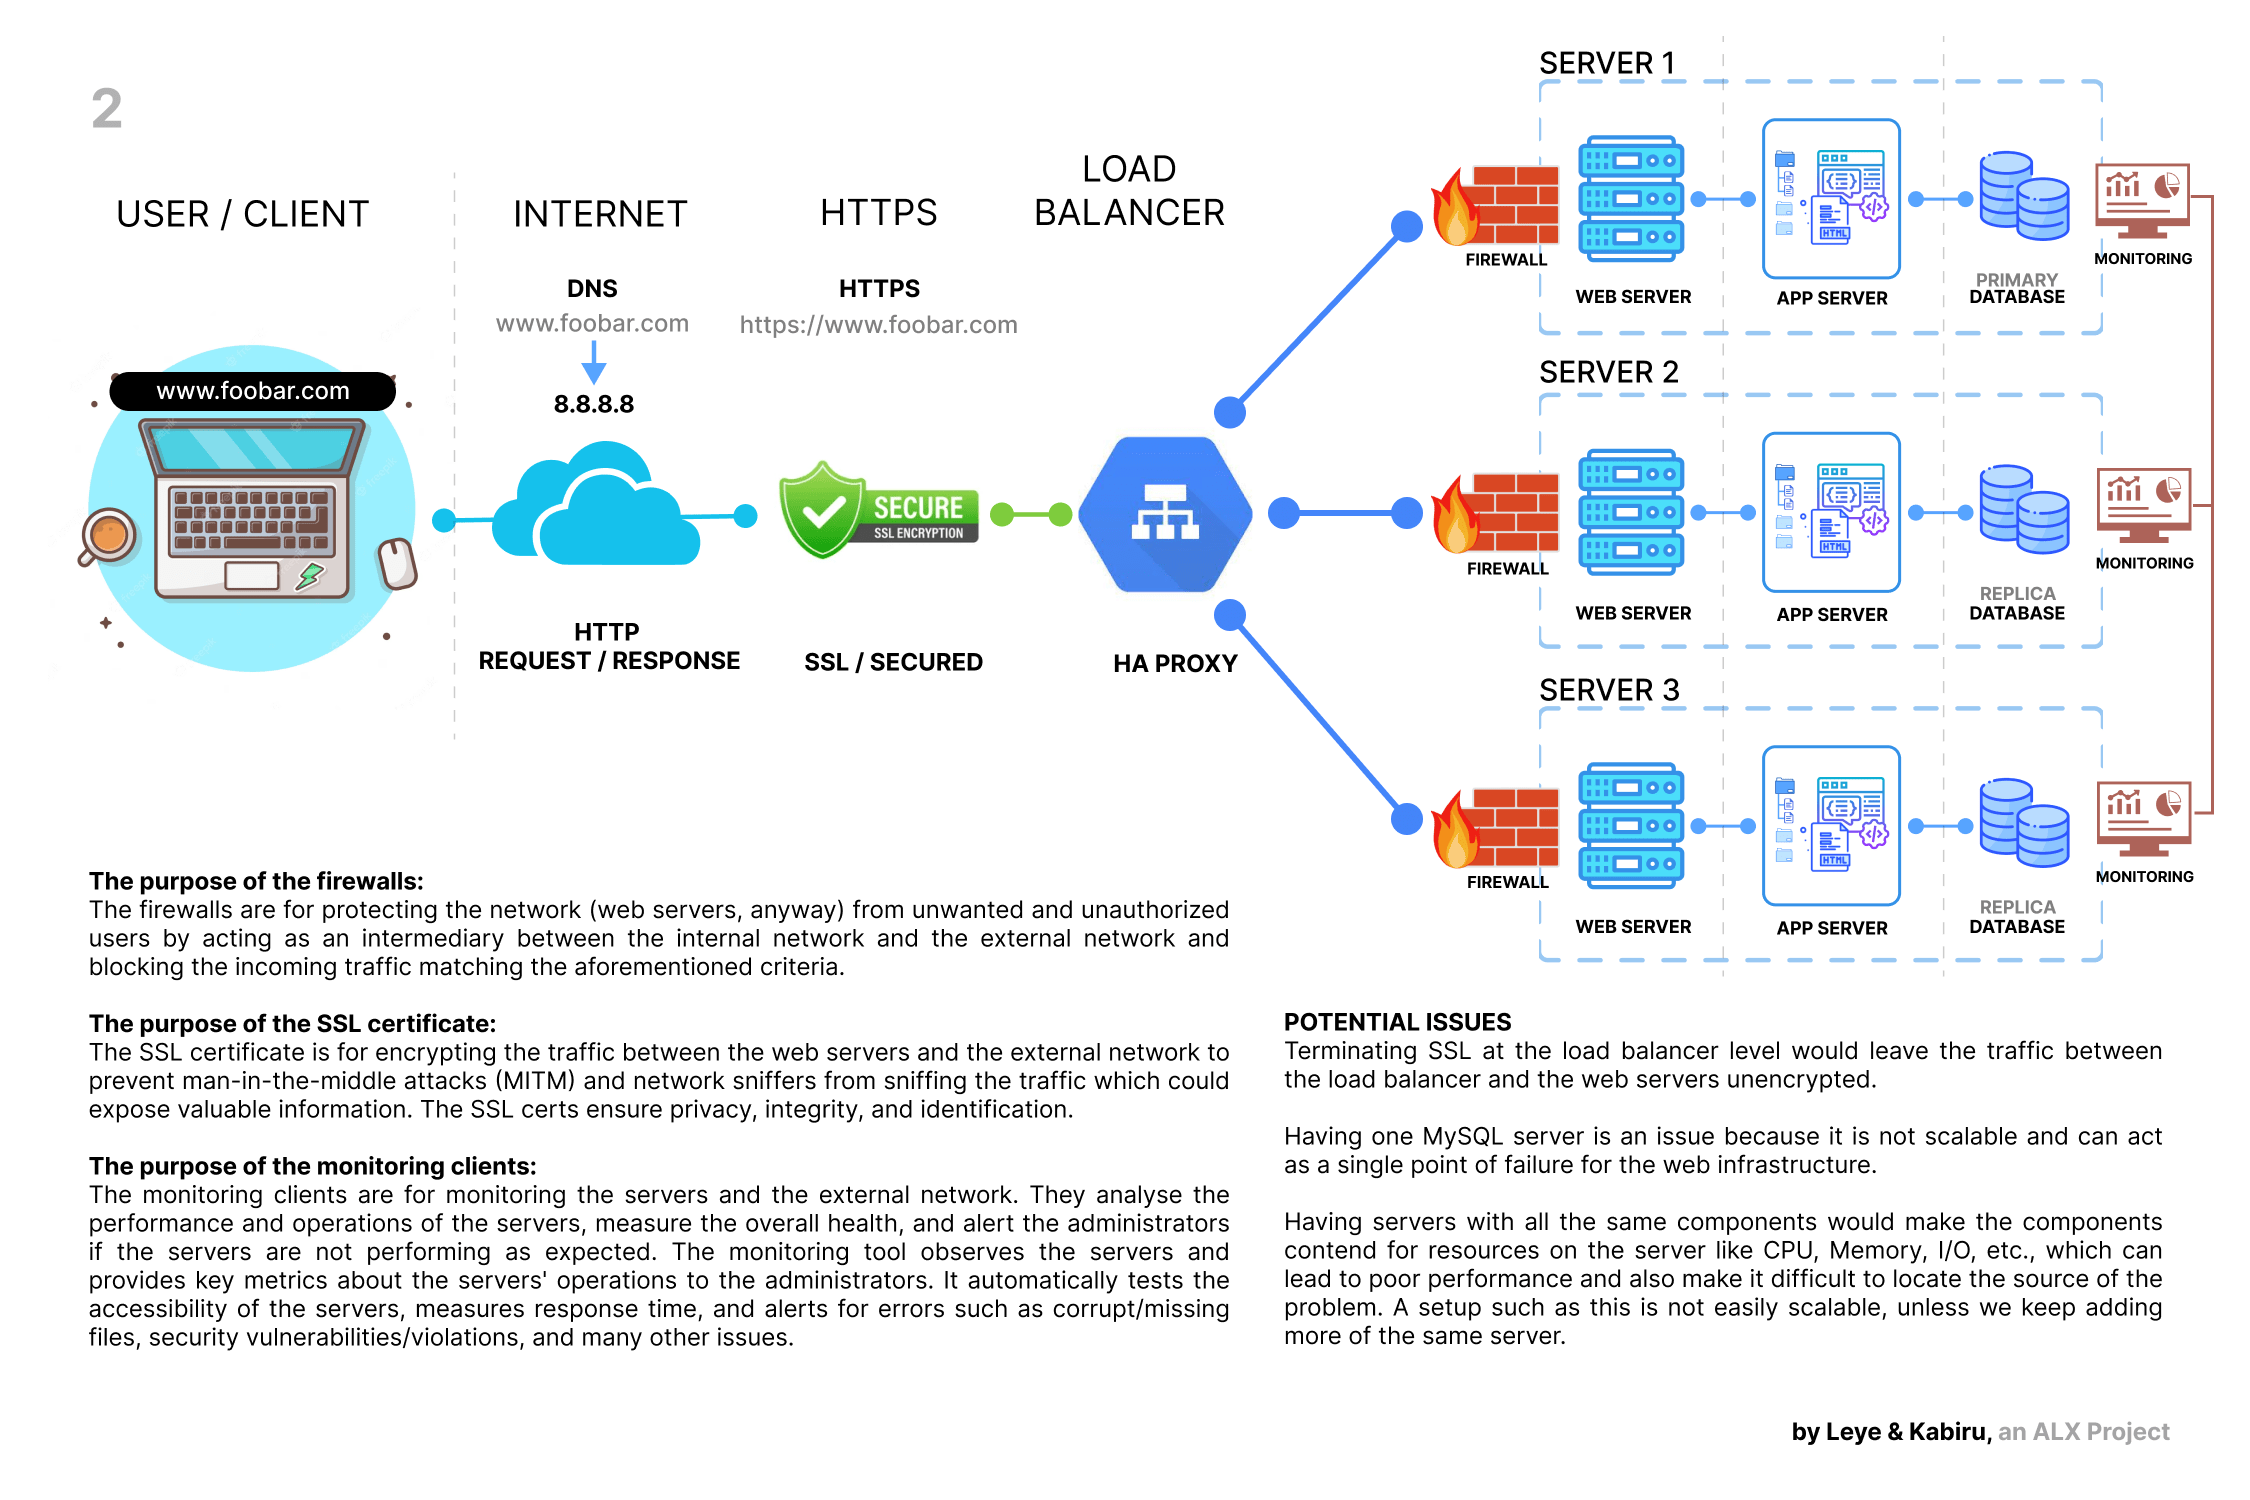 2
USER / CLIENT
INTERNET
HTTPS
LOAD
BALANCER
www.foobar.com
DNS
www.foobar.com
8.8.8.8
HTTP
REQUEST / RESPONSE
HTTPS
https://www.foobar.com
SECURE
SSL ENCRYPTION
SSL / SECURED
HA PROXY
SERVER 1
FIREWALL
WEB SERVER
HTML
APP SERVER
PRIMARY
DATABASE
MONITORING
SERVER 2
FIREWALL
WEB SERVER
HTML
APP SERVER
REPLICA
DATABASE
MONITORING
SERVER 3
FIREWALL
WEB SERVER
HTML
APP SERVER
REPLICA
DATABASE
MONITORING
The purpose of the firewalls:
The firewalls are for protecting the network (web servers, anyway) from unwanted and unauthorized
users by acting as an intermediary between the internal network and the external network and
blocking the incoming traffic matching the aforementioned criteria.
The purpose of the SSL certificate:
The SSL certificate is for encrypting the traffic between the web servers and the external network to
prevent man-in-the-middle attacks (MITM) and network sniffers from sniffing the traffic which could
expose valuable information. The SSL certs ensure privacy, integrity, and identification.
The purpose of the monitoring clients:
The monitoring clients are for monitoring the servers and the external network. They analyse the
performance and operations of the servers, measure the overall health, and alert the administrators
if the servers are not performing as expected. The monitoring tool observes the servers and
provides key metrics about the servers' operations to the administrators. It automatically tests the
accessibility of the servers, measures response time, and alerts for errors such as corrupt/missing
files, security vulnerabilities/violations, and many other issues.
POTENTIAL ISSUES
Terminating SSL at the load balancer level would leave the traffic between
the load balancer and the web servers unencrypted.
Having one MySQL server is an issue because it is not scalable and can act
as a single point of failure for the web infrastructure.
Having servers with all the same components would make the components
contend for resources on the server like CPU, Memory, I/O, etc., which can
lead to poor performance and also make it difficult to locate the source of the
problem. A setup such as this is not easily scalable, unless we keep adding
more of the same server.
by Leye & Kabiru, an ALX Project